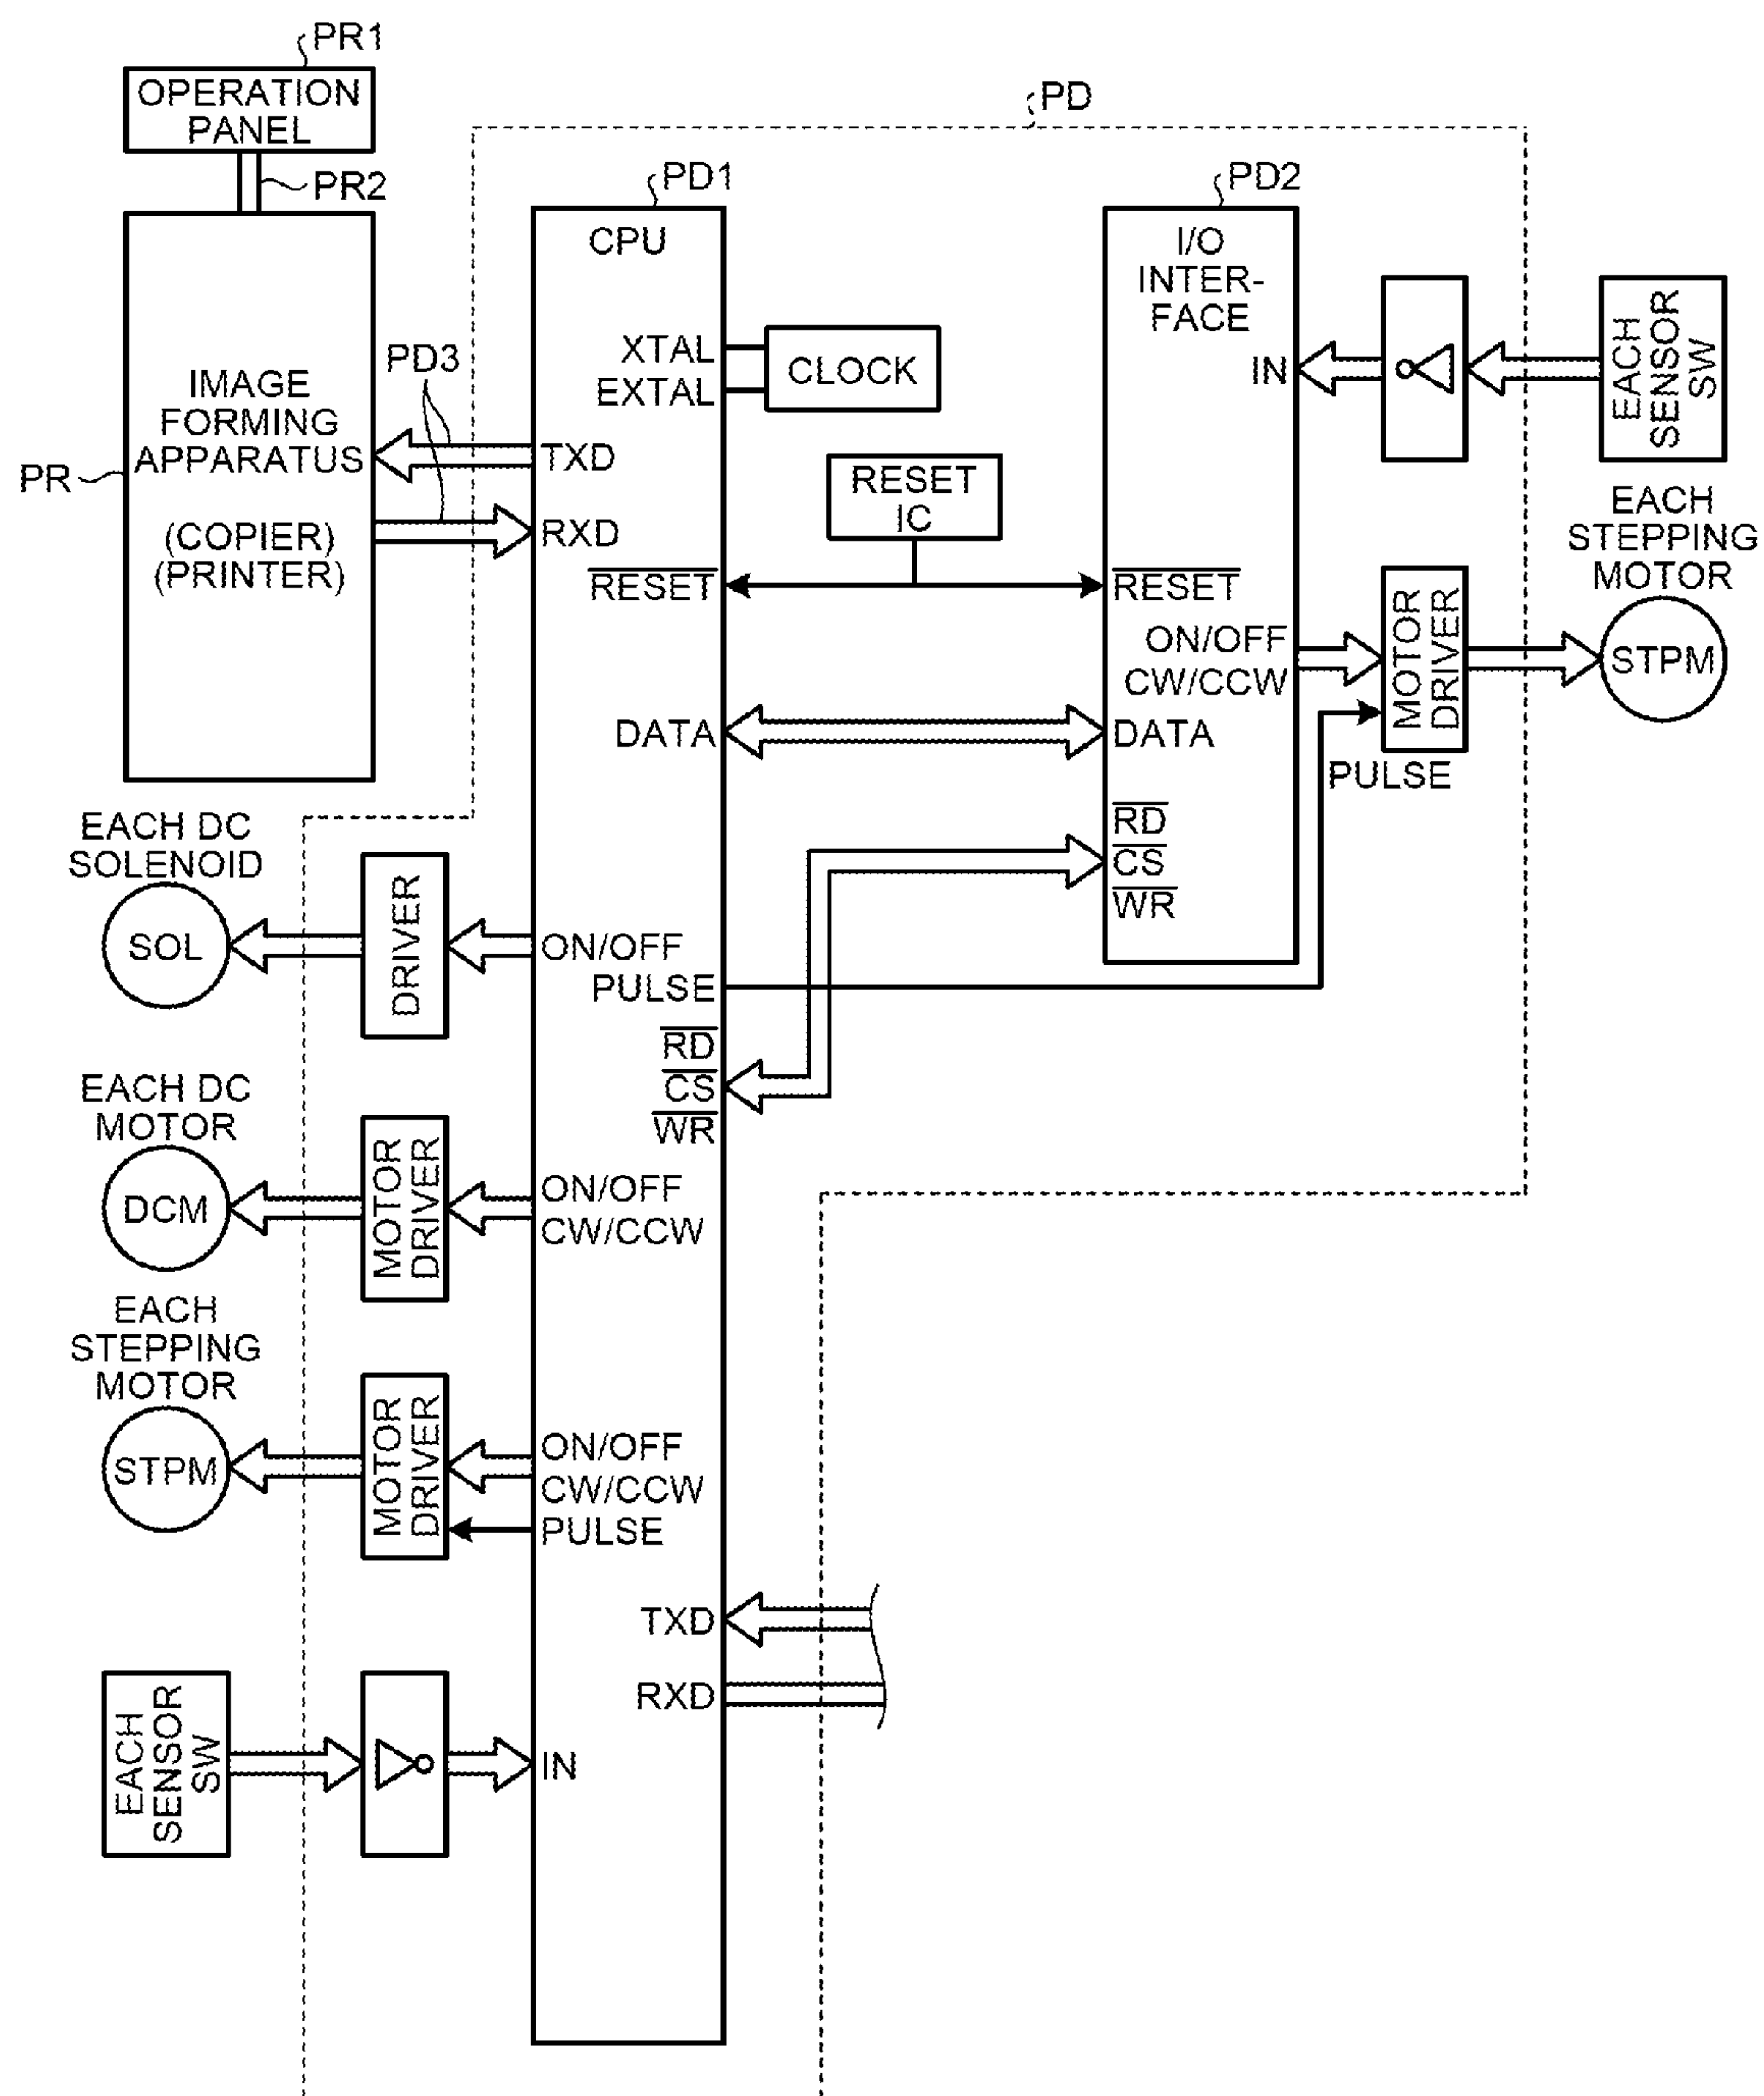 PR1
OPERATION
PANEL
PR2
PD
PD1
PD2
CPU
I/O
INTER-
FACE
XTAL
EXTAL
CLOCK
IN
EACH
SENSOR
SW
PD3
IMAGE
FORMING
APPARATUS
(COPIER)
(PRINTER)
PR
TXD
RXD
RESET
IC
RESET
RESET
EACH
STEPPING
MOTOR
ON/OFF
CW/CCW
MOTOR
DRIVER
STPM
DATA
DATA
PULSE
RD
CS
WR
EACH DC
SOLENOID
SOL
DRIVER
ON/OFF
PULSE
RD
CS
WR
EACH DC
MOTOR
DCM
MOTOR
DRIVER
ON/OFF
CW/CCW
EACH
STEPPING
MOTOR
STPM
MOTOR
DRIVER
ON/OFF
CW/CCW
PULSE
TXD
RXD
EACH
SENSOR
SW
IN